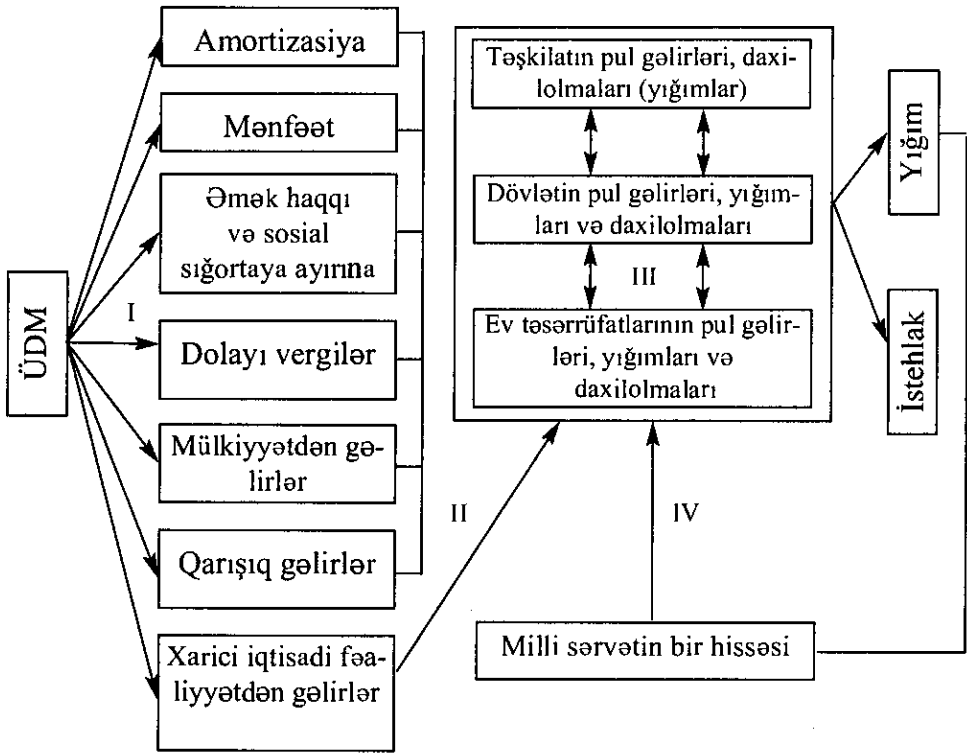 ÜDM
I
Amortizasiya
Mənfəət
Əmək haqqı
və sosial
sığortaya ayırına
Dolayı vergilər
Mülkiyyətdən gə-
lirlər
Qarışıq gəlirlər
Xarici iqtisadi fəa-
liyyətdən gəlirlər
II
Təşkilatın pul gəlirləri, daxi-
lolmaları (yığımlar)
Dövlətin pul gəlirləri, yığım-
ları və daxilolmaları
III
Ev təsərrüfatlarının pul gəlir-
ləri, yığımları və
daxilolmaları
IV
Milli sərvətin bir hissəsi
Yığım
İstehlak